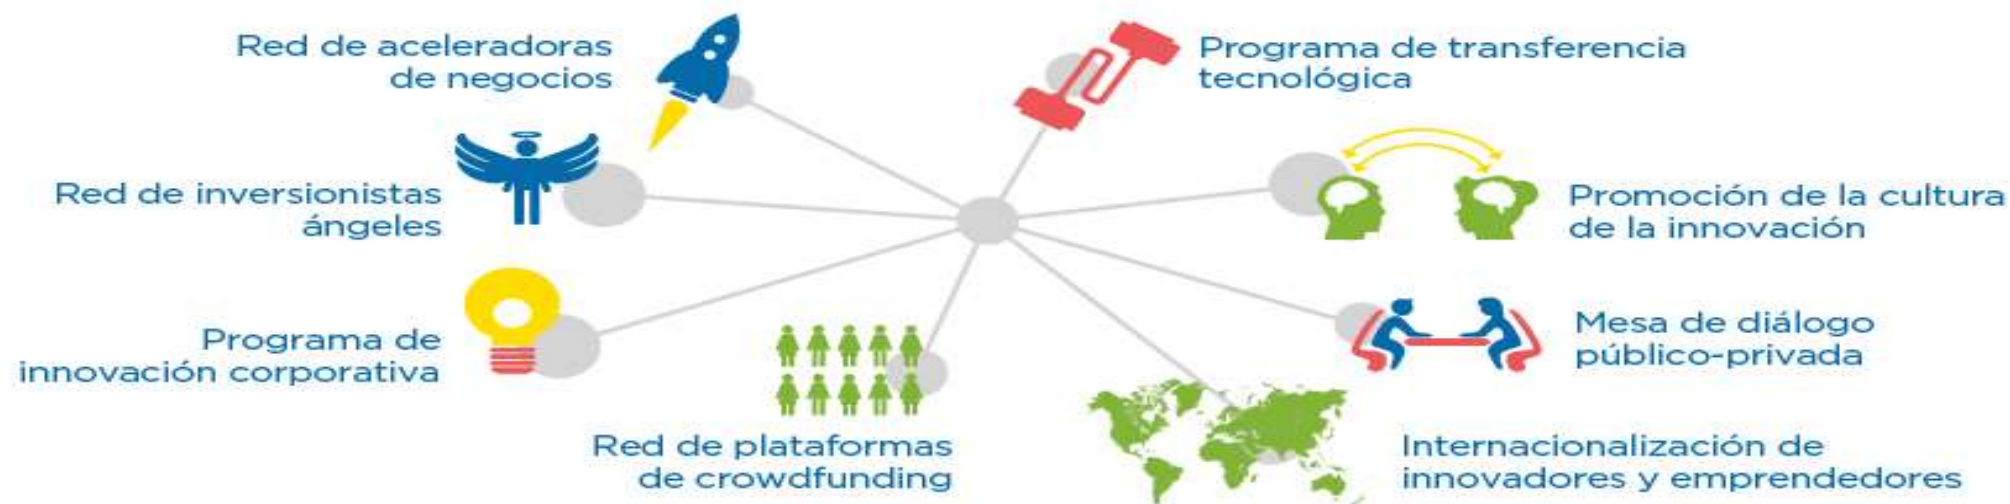 Red de aceleradoras
de negocios
Programa de transferencia
tecnológica
Red de inversionistas
ángeles
Promoción de la cultura
de la innovación
Programa de
innovación corporativa
Mesa de diálogo
público-privada
Red de plataformas
de crowdfunding
Internacionalización de
innovadores y emprendedores